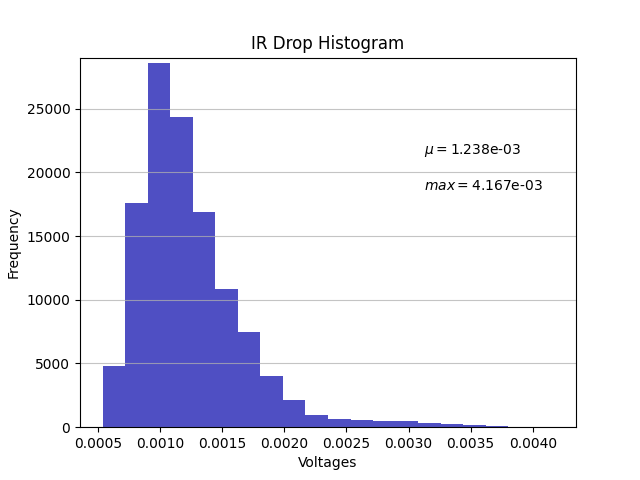 IR Drop Histogram
Frequency
25000
20000
15000
10000
5000
0
μ = 1.238e-03
max = 4.167e-03
0.0005 0.0010 0.0015 0.0020 0.0025 0.0030 0.0035 0.0040
Voltages